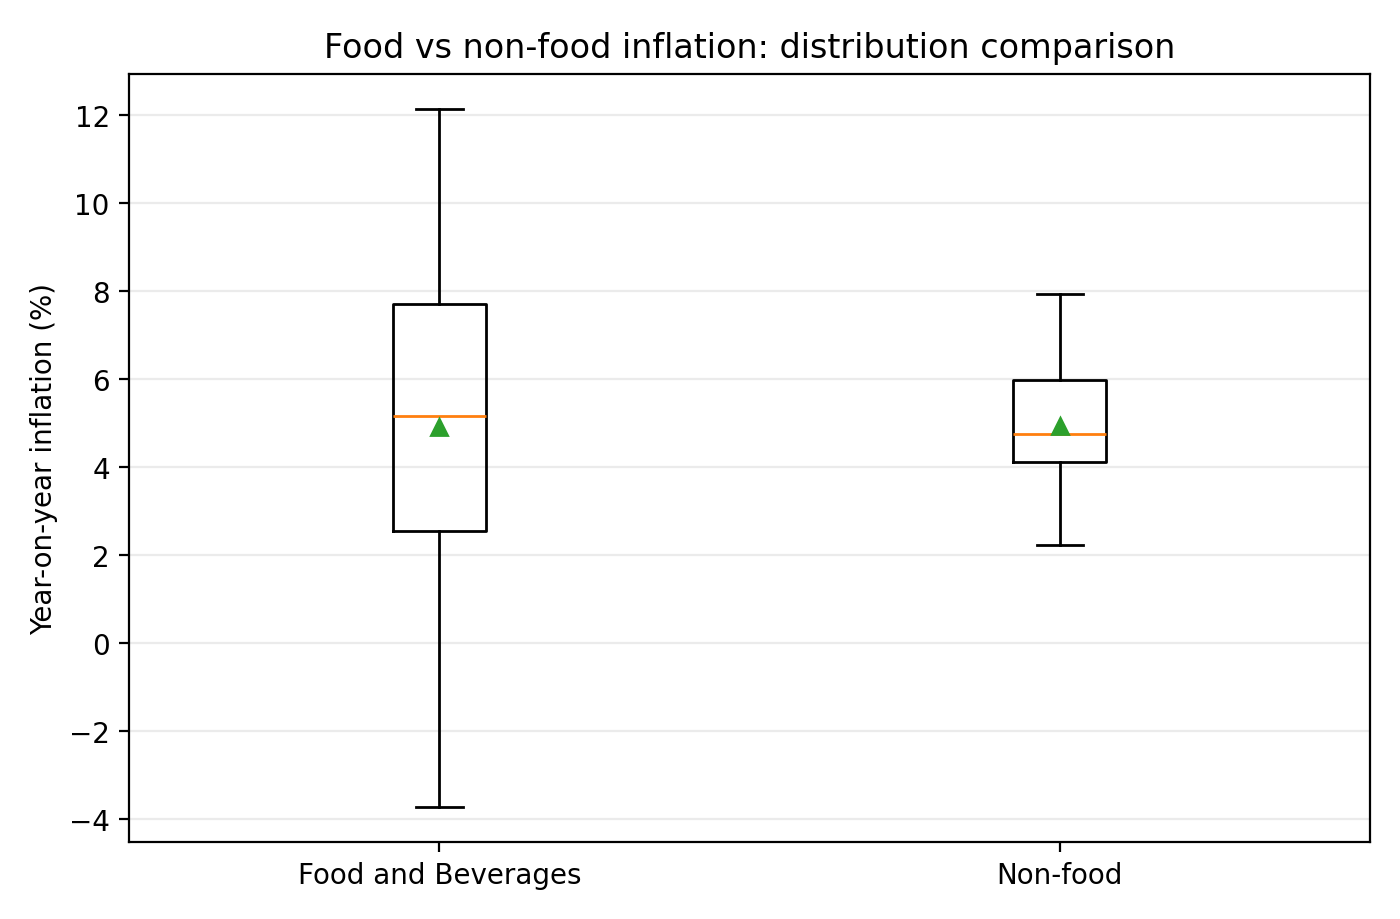 Food vs non-food inflation: distribution comparison
Year-on-year inflation (%)
12
10
8
6
4
2
0
−2
−4
Food and Beverages
Non-food